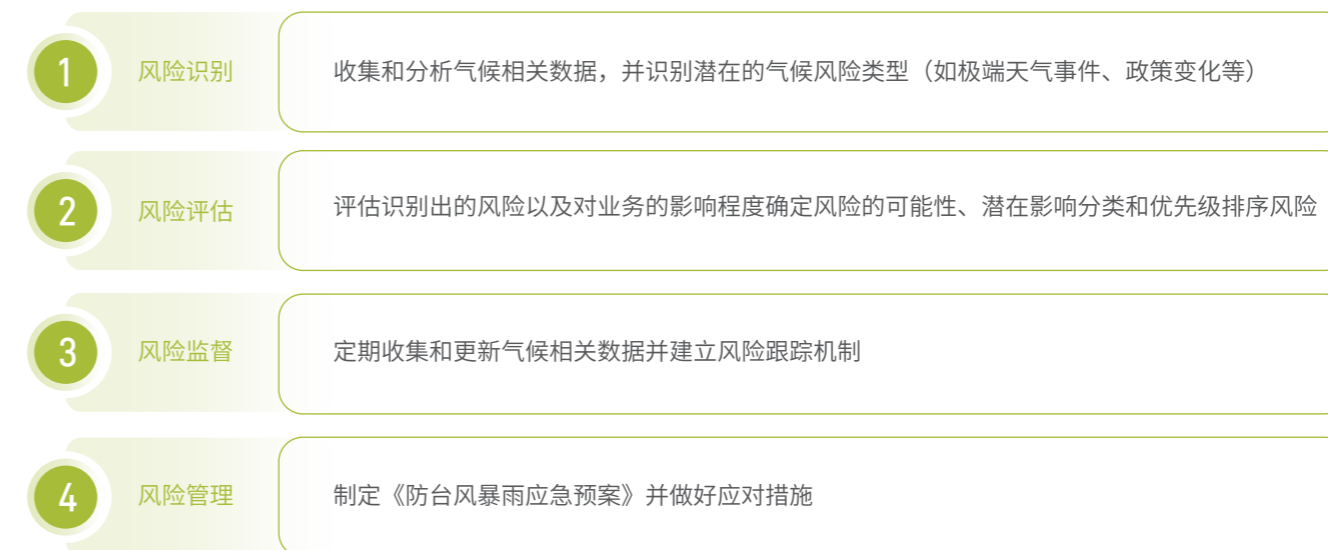 1
风险识别
收集和分析气候相关数据，并识别潜在的气候风险类型（如极端天气事件、政策变化等）
2
风险评估
评估识别出的风险以及对业务的影响程度确定风险的可能性、潜在影响分类和优先级排序风险
3
风险监督
定期收集和更新气候相关数据并建立风险跟踪机制
4
风险管理
制定《防台风暴雨应急预案》并做好应对措施